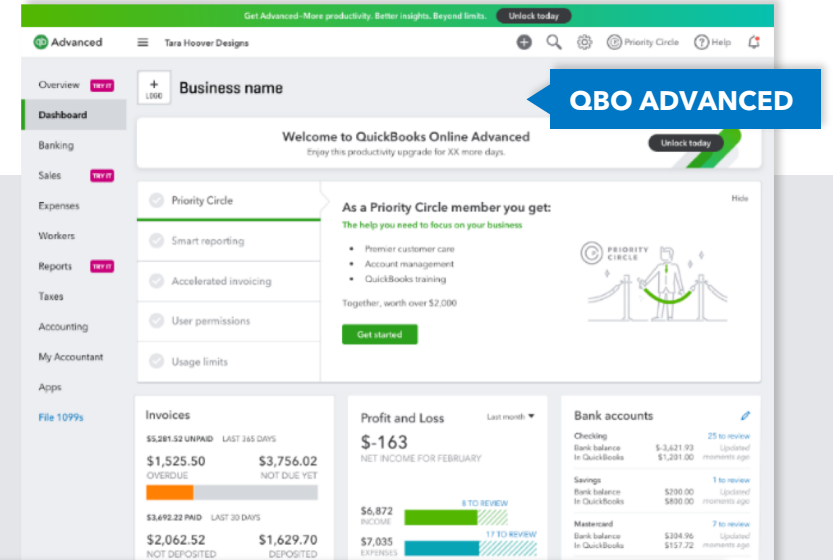 Get Advanced–More productivity. Better insights. Beyond limits. Unlock today
qb Advanced Tara Hoover Designs Priority Circle Help
QBO ADVANCED
Overview TRY IT
Dashboard
Banking
Sales TRY IT
Expenses
Workers
Reports TRY IT
Taxes
Accounting
My Accountant
Apps
File 1099s
+
LOGO
Business name
Welcome to QuickBooks Online Advanced
Enjoy this productivity upgrade for XX more days.
Unlock today
Priority Circle
Smart reporting
Accelerated invoicing
User permissions
Usage limits
Hide
As a Priority Circle member you get:
The help you need to focus on your business
• Premier customer care
• Account management
• QuickBooks training
Together, worth over $2,000
Get started
PRIORITY
CIRCLE
Invoices
$5,281.52 UNPAID LAST 365 DAYS
$1,525.50 $3,756.02
OVERDUE NOT DUE YET
$3,692.22 PAID LAST 30 DAYS
$2,062.52 $1,629.70
NOT DEPOSITED DEPOSITED
Profit and Loss Last month
$-163
NET INCOME FOR FEBRUARY
8 TO REVIEW
$6,872
INCOME
17 TO REVIEW
$7,035
EXPENSES
Bank accounts
Checking 25 to review
Bank balance $-3,621.93 Updated
In QuickBooks $1,201.00 moments ago
Savings 1 to review
Bank balance $200.00 Updated
In QuickBooks $800.00 moments ago
Mastercard 7 to review
Bank balance $304.96 Updated
In QuickBooks $157.72 moments ago